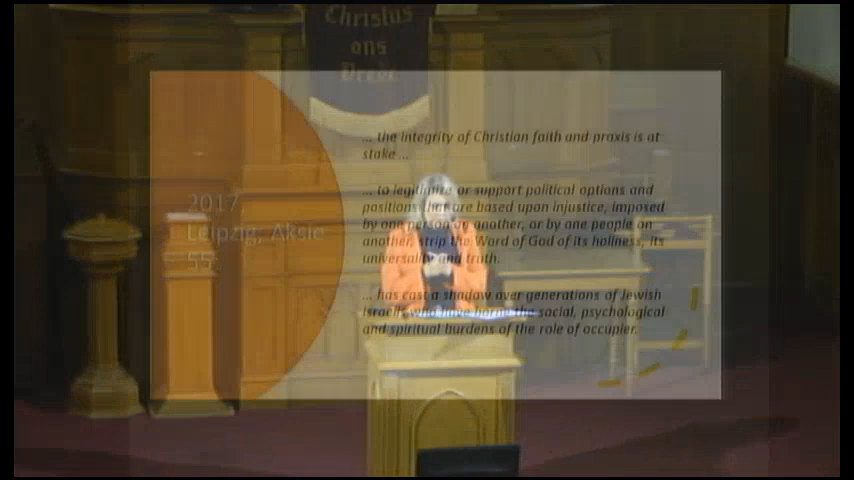 Christus
ons
Vrede
2017
Leipzig, Aksie
55
... the integrity of Christian faith and praxis is at
stake ...
... to legitimize or support political options and
positions that are based upon injustice, imposed
by one person on another, or by one people on
another, strip the Word of God of its holiness, its
universality and truth.
... has cast a shadow over generations of Jewish
Israelis who have borne the social, psychological
and spiritual burdens of the role of occupier.